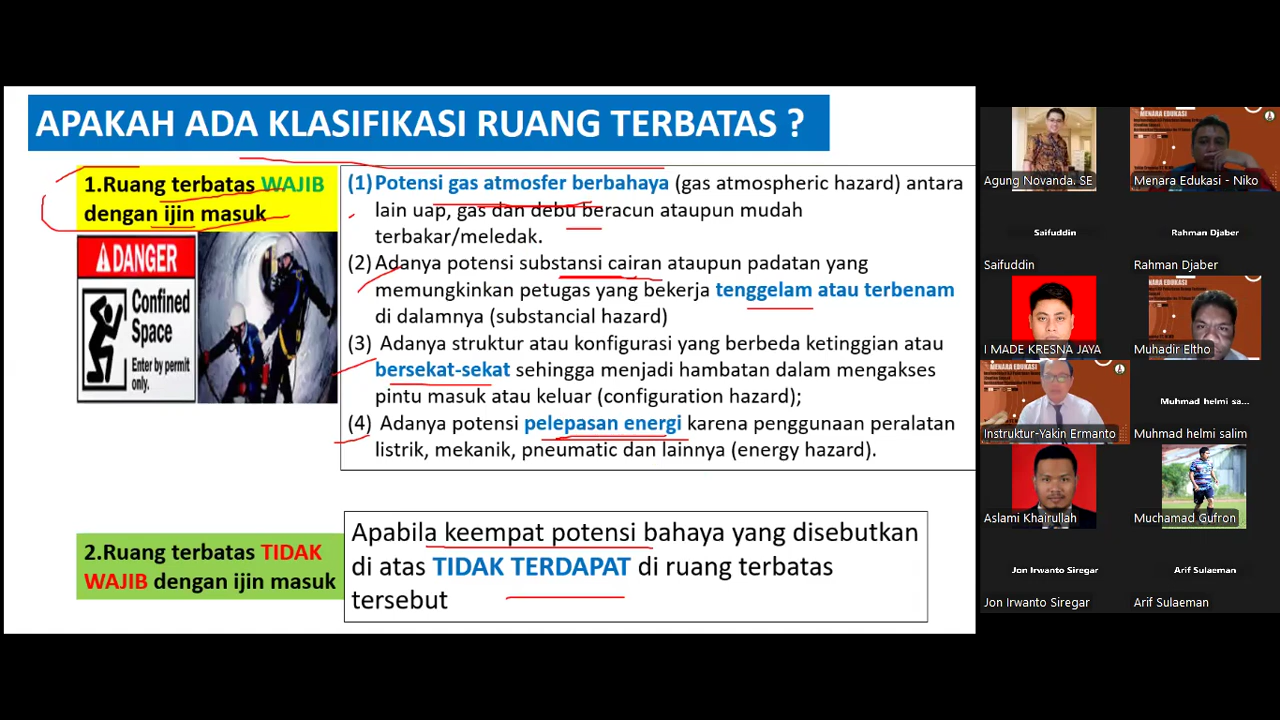 APAKAH ADA KLASIFIKASI RUANG TERBATAS ?
1.Ruang terbatas WAJIB
dengan ijin masuk
DANGER
Confined
Space
Enter by permit
only.
(1) Potensi gas atmosfer berbahaya (gas atmospheric hazard) antara
lain uap, gas dan debu beracun ataupun mudah
terbakar/meledak.
(2) Adanya potensi substansi cairan ataupun padatan yang
memungkinkan petugas yang bekerja tenggelam atau terbenam
di dalamnya (substancial hazard)
(3) Adanya struktur atau konfigurasi yang berbeda ketinggian atau
bersekat-sekat sehingga menjadi hambatan dalam mengakses
pintu masuk atau keluar (configuration hazard);
(4) Adanya potensi pelepasan energi karena penggunaan peralatan
listrik, mekanik, pneumatic dan lainnya (energy hazard).
2.Ruang terbatas TIDAK
WAJIB dengan ijin masuk
Apabila keempat potensi bahaya yang disebutkan
di atas TIDAK TERDAPAT di ruang terbatas
tersebut
Agung Novanda. SE
MENARA EDUKASI
Menara Edukasi - Niko
Saifuddin
Saifuddin
Rahman Djaber
Rahman Djaber
I MADE KRESNA JAYA
Muhadir Eltho
MENARA EDUKASI
Instruktur-Yakin Ermanto
Muhmad helmi sa...
Muhmad helmi salim
Aslami Khairullah
Muchamad Gufron
Jon Irwanto Siregar
Jon Irwanto Siregar
Arif Sulaeman
Arif Sulaeman